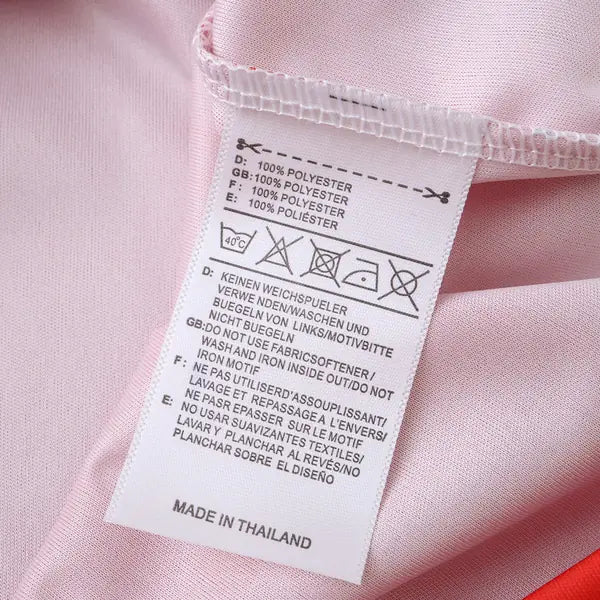 D: 100% POLYESTER
GB: 100% POLYESTER
F: 100% POLYESTER
E: 100% POLIÉSTER
40°C
D: KEINEN WEICHSPUELER
VERWE NDEN/WASCHEN UND
BUEGELN VON LINKS/MOTIVBITTE
NICHT BUEGELN
GB:DO NOT USE FABRICSOFTENER/
WASH AND IRON INSIDE OUT/DO NOT
IRON MOTIF
F: NE PAS UTILISERD'ASSOUPLISSANT/
LAVAGE ET REPASSAGE A L'ENVERS/
NE PASR EPASSER SUR LE MOTIF
E: NO USAR SUAVIZANTES TEXTILES/
LAVAR Y PLANCHAR AL REVÉS/NO
PLANCHAR SOBRE EL DISEÑO
MADE IN THAILAND